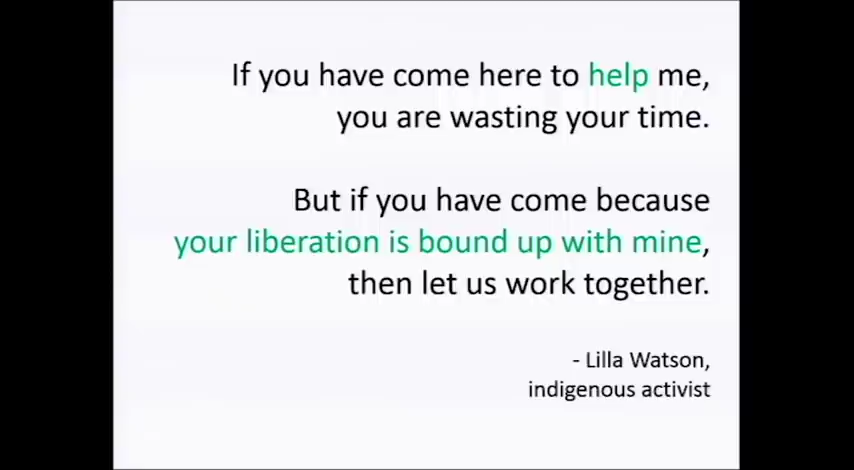 If you have come here to help me,
you are wasting your time.
But if you have come because
your liberation is bound up with mine,
then let us work together.
- Lilla Watson,
indigenous activist